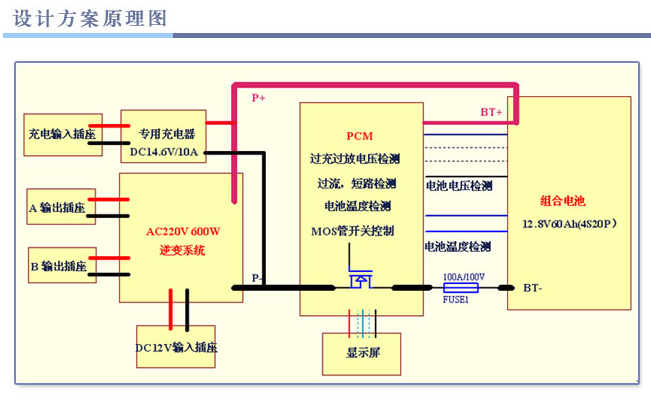 设计方案原理图
P+
BT+
充电输入插座
专用充电器
DC14.6V/10A
PCM
过充过放电压检测
过流，短路检测
电池温度检测
MOS管开关控制
电池电压检测
组合电池
12.8V60Ah(4S20P）
A 输出插座
AC220V 600W
逆变系统
B 输出插座
电池温度检测
P-
100A/100V
FUSE1
BT-
DC12V输入插座
显示屏